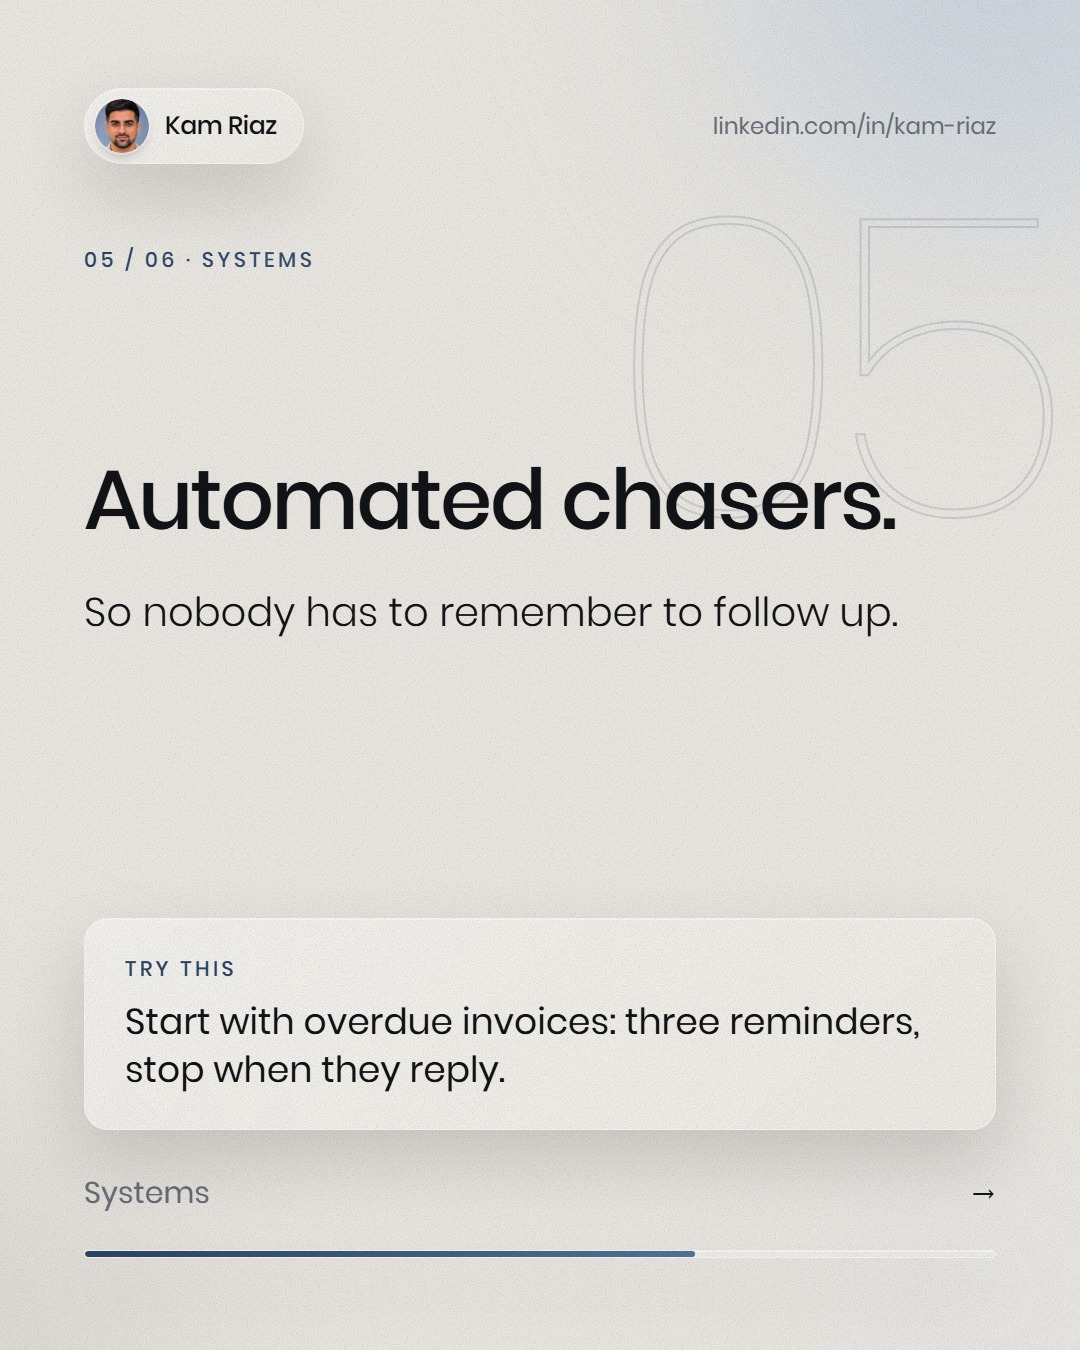 Kam Riaz
linkedin.com/in/kam-riaz
05 / 06 · SYSTEMS
05
Automated chasers.
So nobody has to remember to follow up.
TRY THIS
Start with overdue invoices: three reminders,
stop when they reply.
Systems →